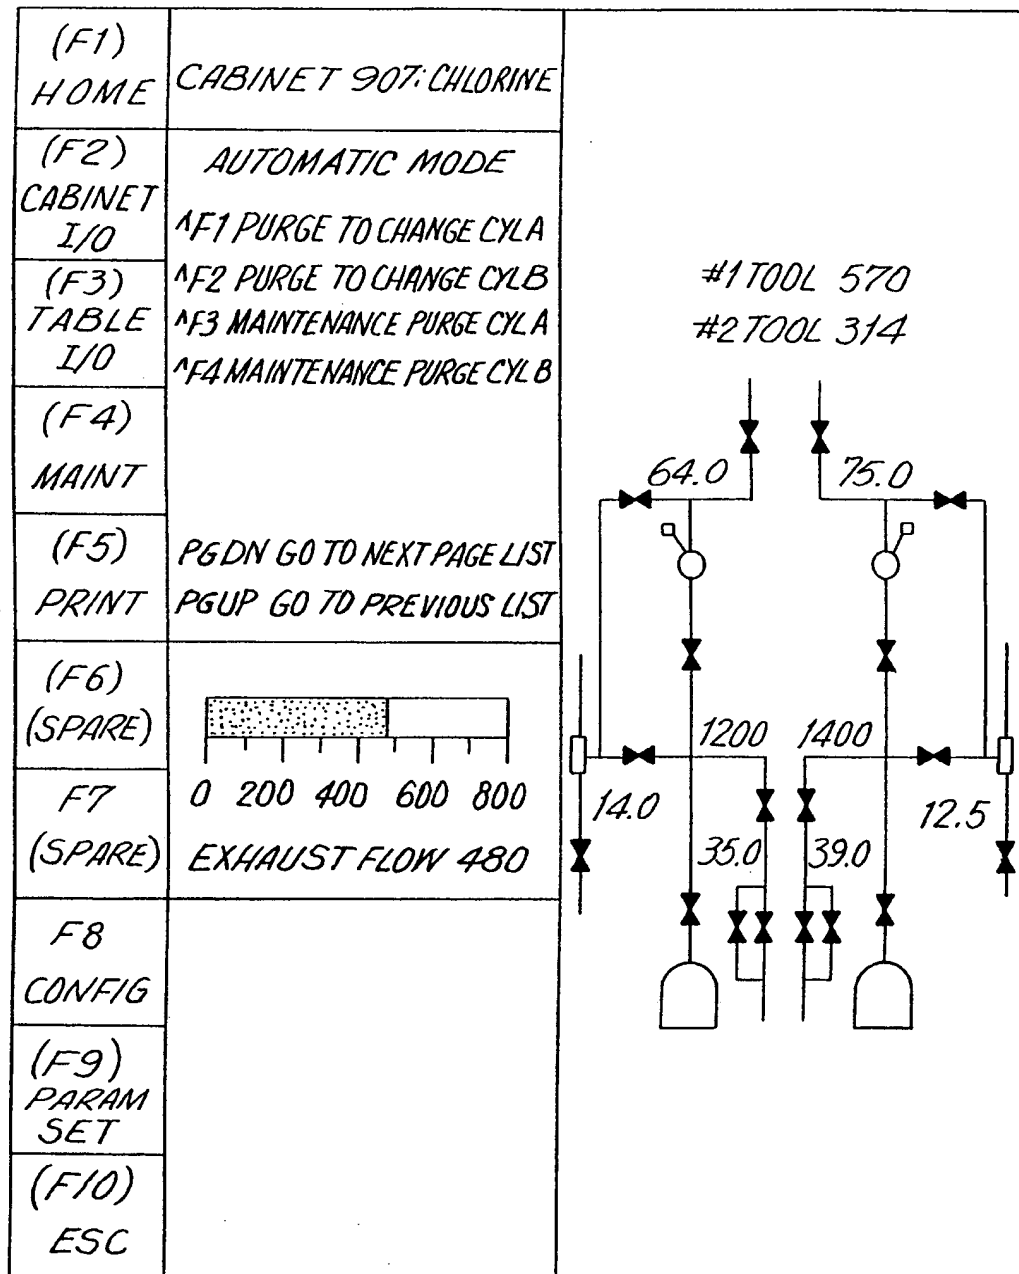 (F1)
HOME
CABINET 907: CHLORINE
(F2)
CABINET
I/O
AUTOMATIC MODE
^F1 PURGE TO CHANGE CYL A
^F2 PURGE TO CHANGE CYL B
^F3 MAINTENANCE PURGE CYL A
^F4 MAINTENANCE PURGE CYL B
(F3)
TABLE
I/O
(F4)
MAINT
(F5)
PRINT
PGDN GO TO NEXT PAGE LIST
PGUP GO TO PREVIOUS LIST
(F6)
(SPARE)
F7
(SPARE)
0 200 400 600 800
EXHAUST FLOW 480
F8
CONFIG
(F9)
PARAM
SET
(F10)
ESC
#1 TOOL 570
#2 TOOL 314
64.0 75.0
1200 1400
14.0 12.5
35.0 39.0